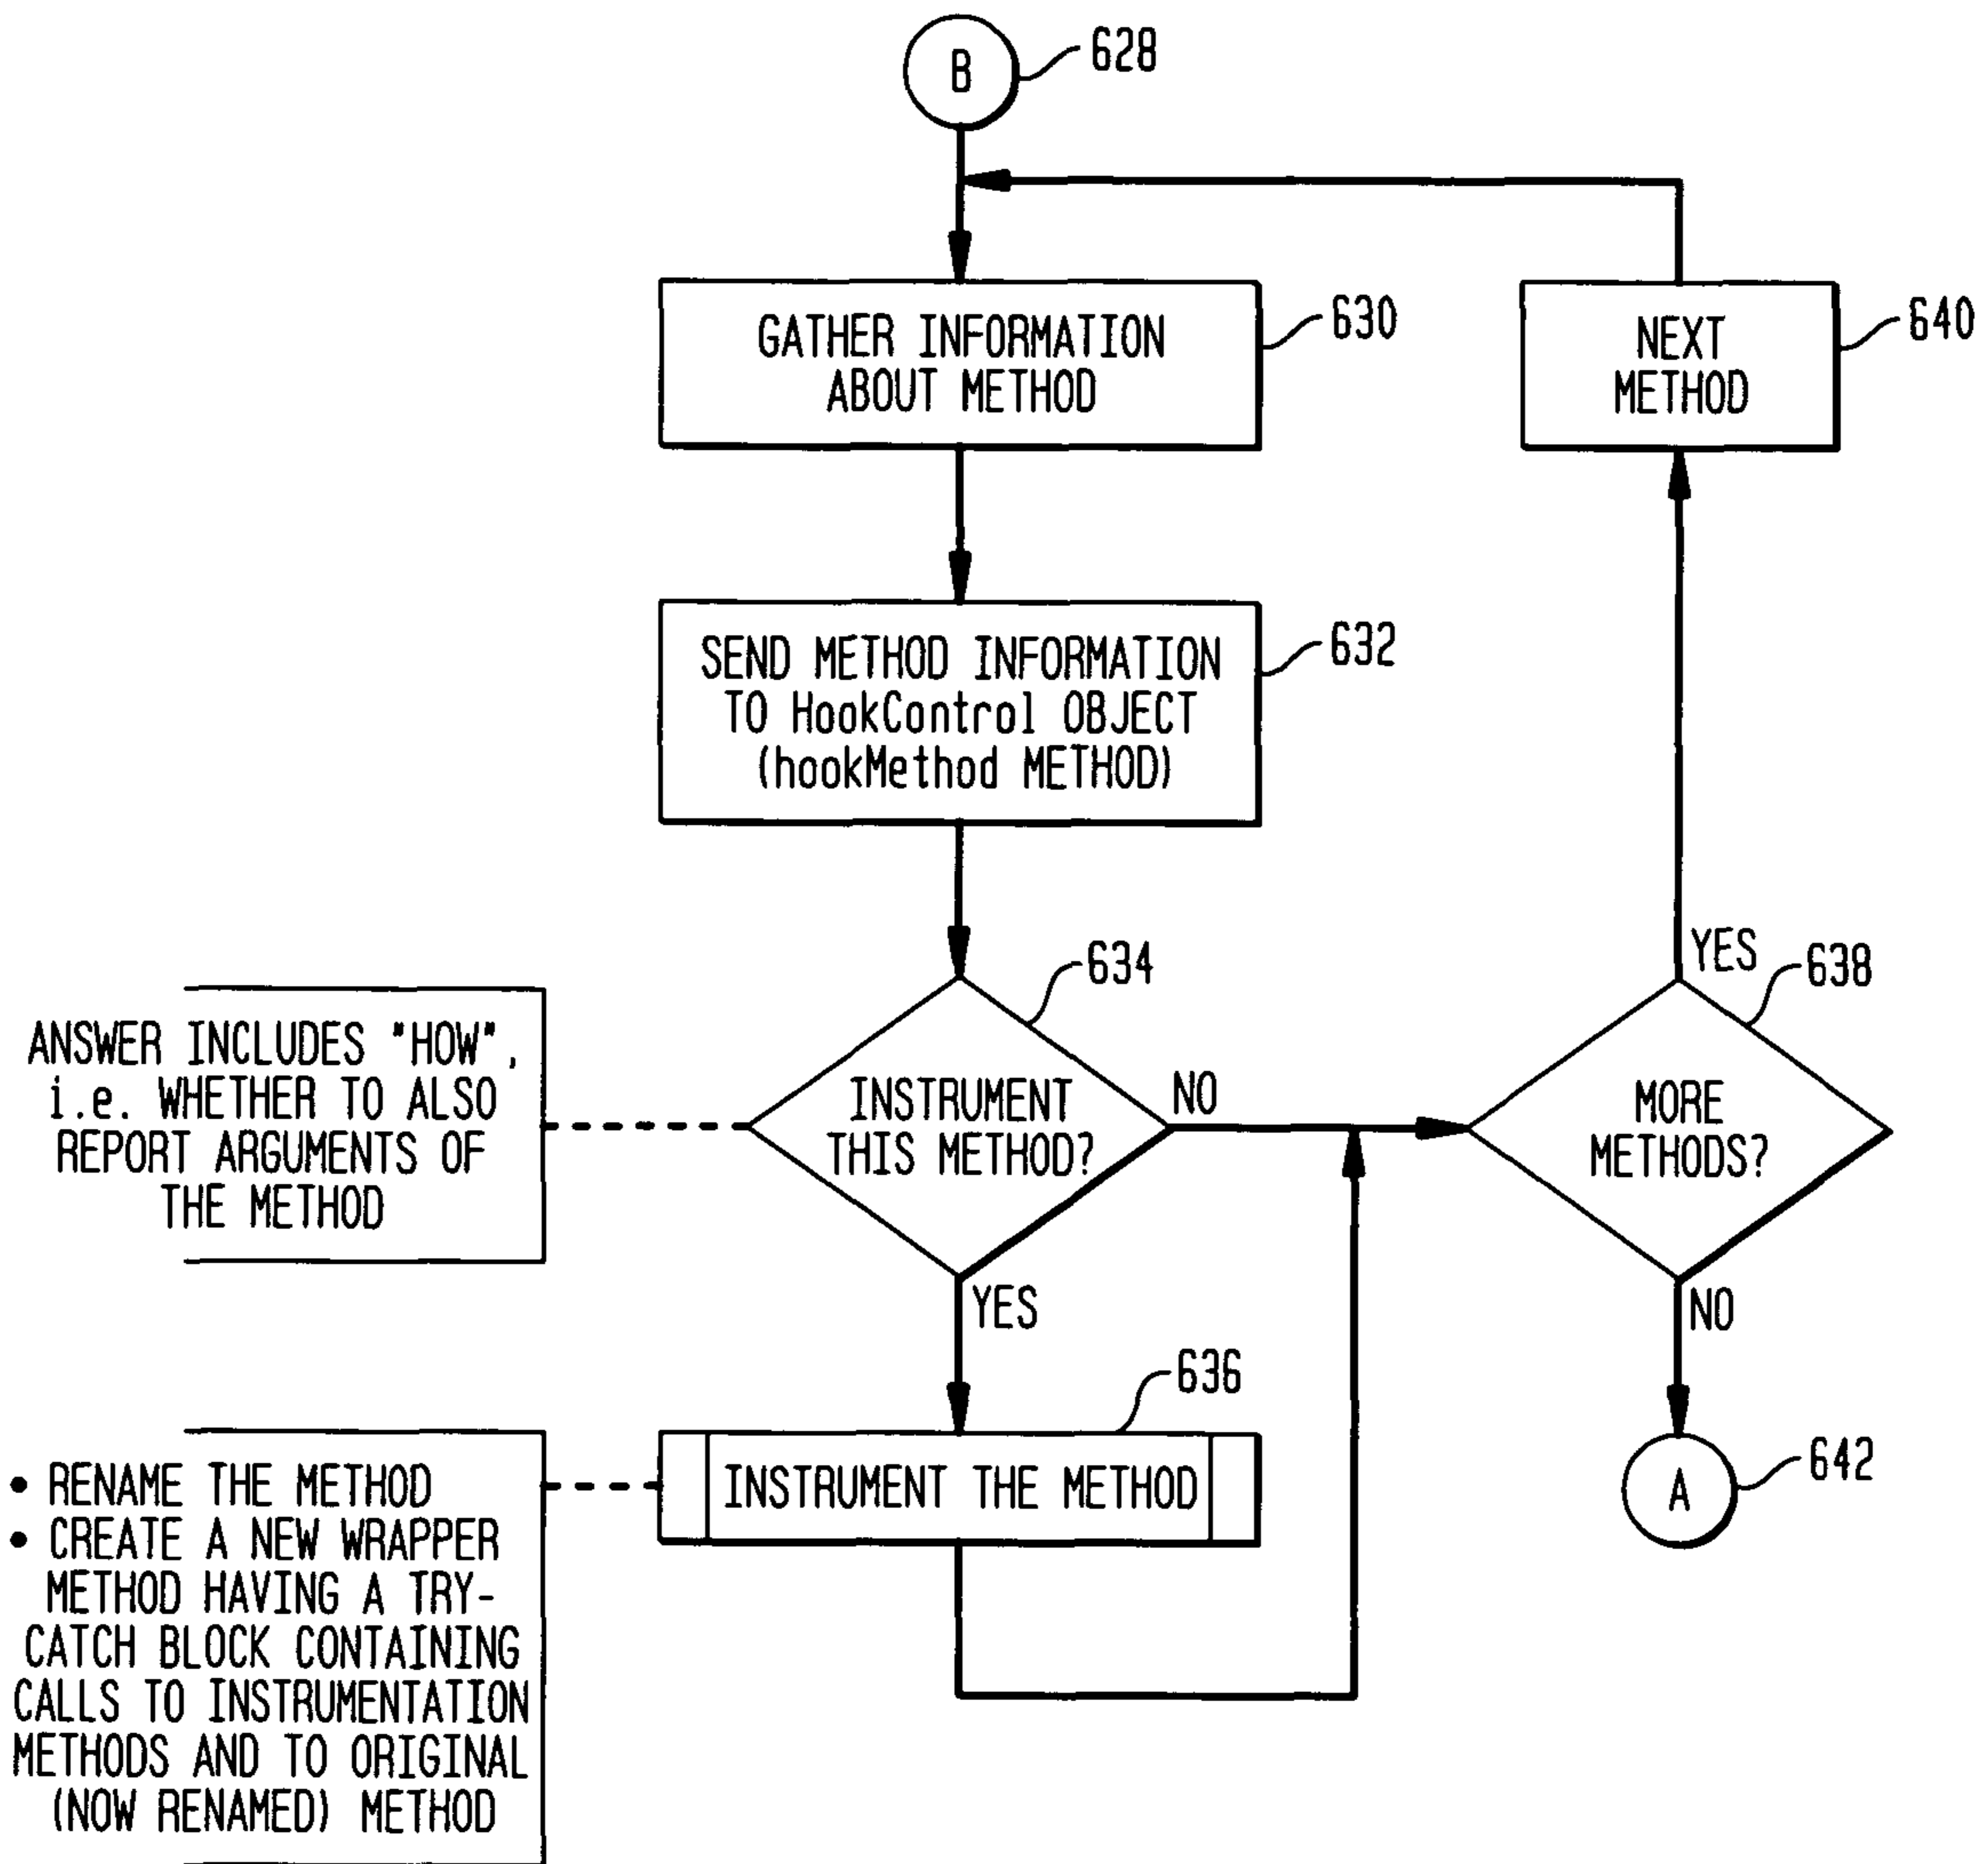 B
628
GATHER INFORMATION
ABOUT METHOD
630
NEXT
METHOD
640
SEND METHOD INFORMATION
TO HookControl OBJECT
(hookMethod METHOD)
632
634
INSTRUMENT
THIS METHOD?
NO
YES
ANSWER INCLUDES "HOW",
i.e. WHETHER TO ALSO
REPORT ARGUMENTS OF
THE METHOD
YES
638
MORE
METHODS?
NO
636
INSTRUMENT THE METHOD
• RENAME THE METHOD
• CREATE A NEW WRAPPER
METHOD HAVING A TRY-
CATCH BLOCK CONTAINING
CALLS TO INSTRUMENTATION
METHODS AND TO ORIGINAL
(NOW RENAMED) METHOD
A
642